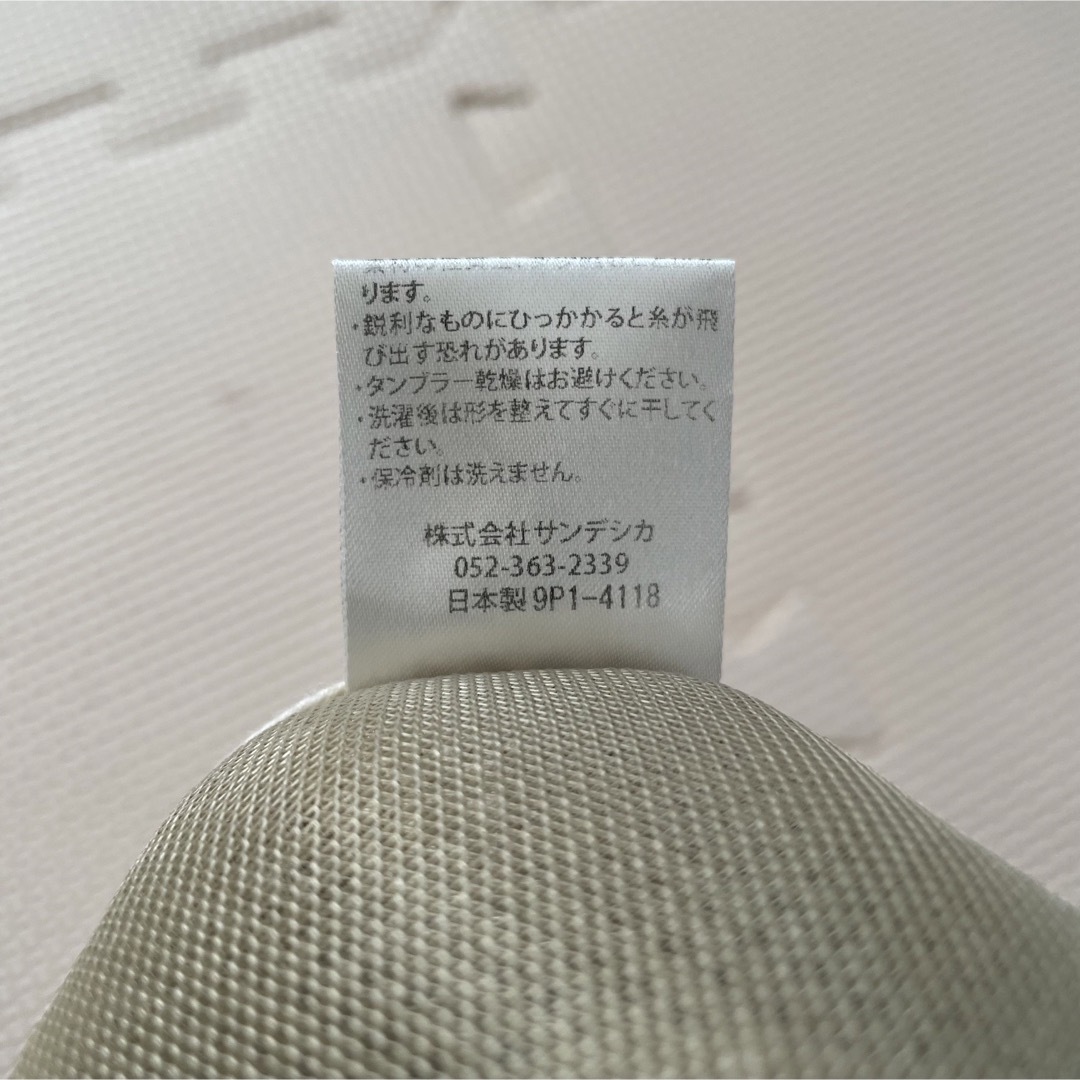 ります。
・鋭利なものにひっかかると糸が飛
び出す恐れがあります。
・タンブラー乾燥はお避けください。
・洗濯後は形を整えてすぐに干してく
ださい。
・保冷剤は洗えません。
株式会社サンデシカ
052-363-2339
日本製 9P1-4118